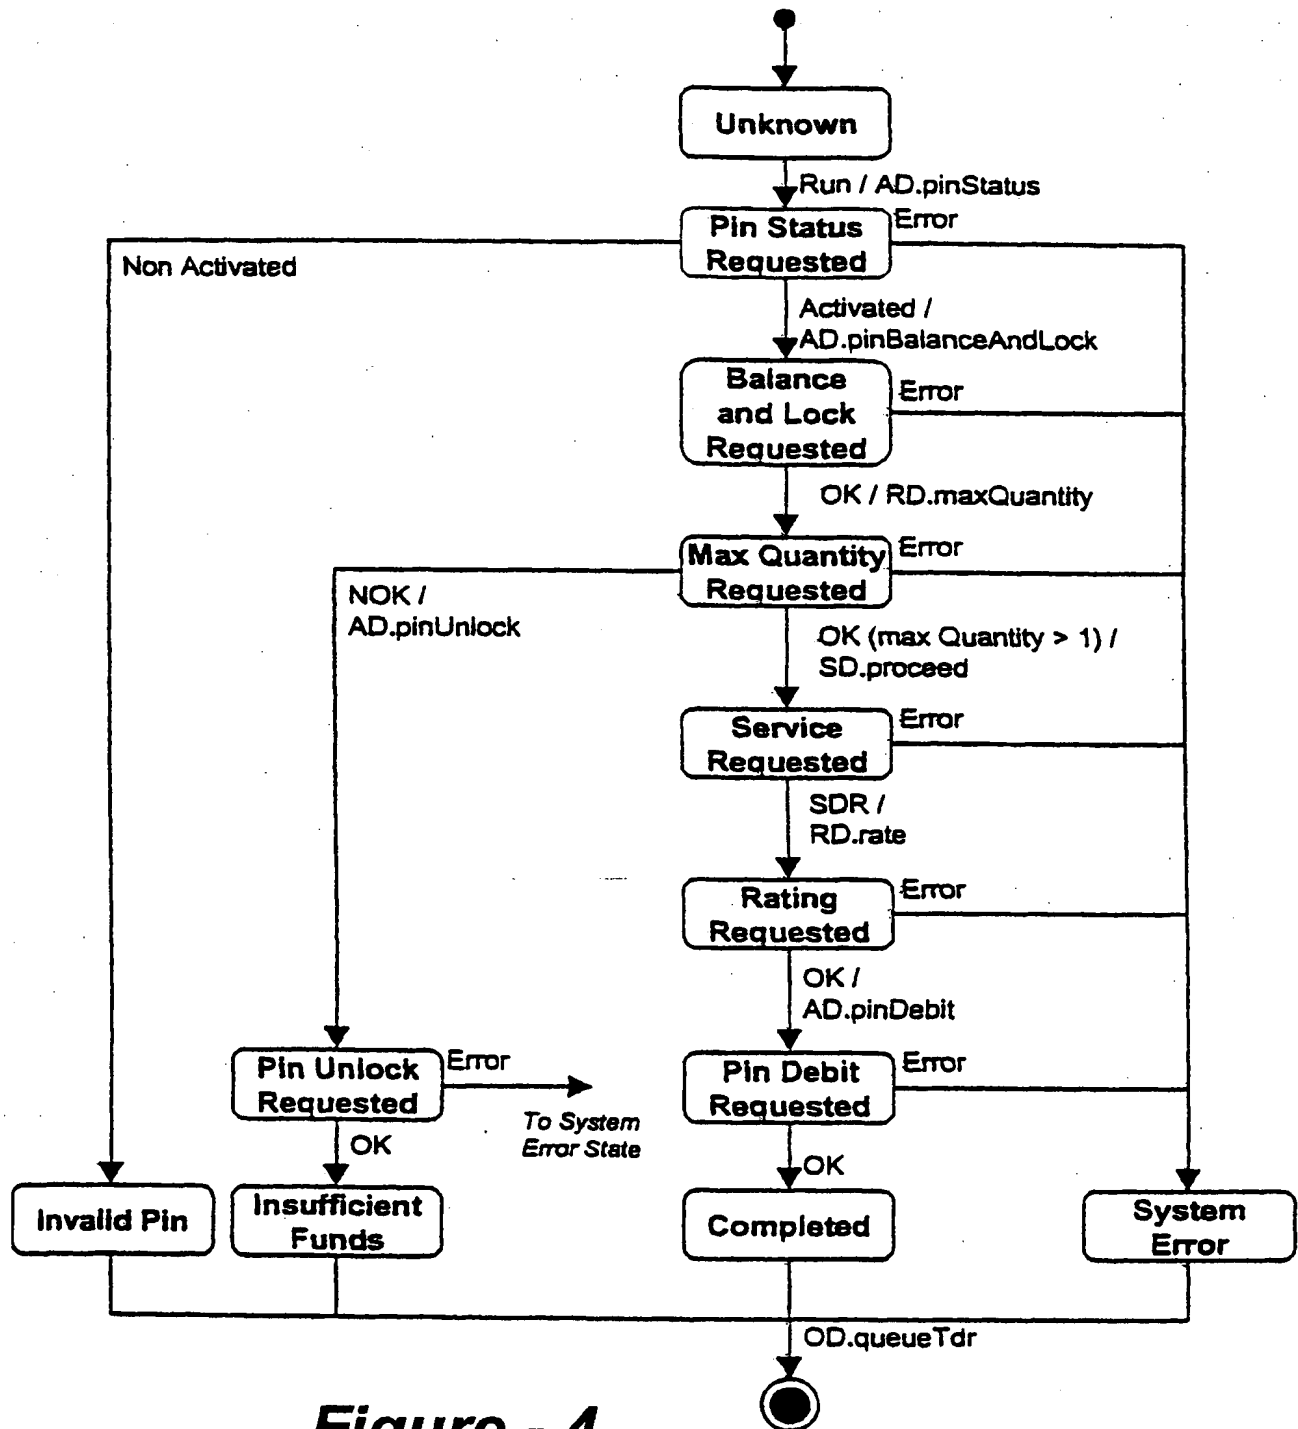 Unknown
Run / AD.pinStatus
Pin Status
Requested
Error
Non Activated
Activated /
AD.pinBalanceAndLock
Balance
and Lock
Requested
Error
OK / RD.maxQuantity
Max Quantity
Requested
Error
NOK /
AD.pinUnlock
OK (max Quantity > 1) /
SD.proceed
Service
Requested
Error
SDR /
RD.rate
Rating
Requested
Error
OK /
AD.pinDebit
Pin Unlock
Requested
Error
To System
Error State
Pin Debit
Requested
Error
OK
OK
Invalid Pin
Insufficient
Funds
Completed
System
Error
OD.queueTdr
Figure - 4